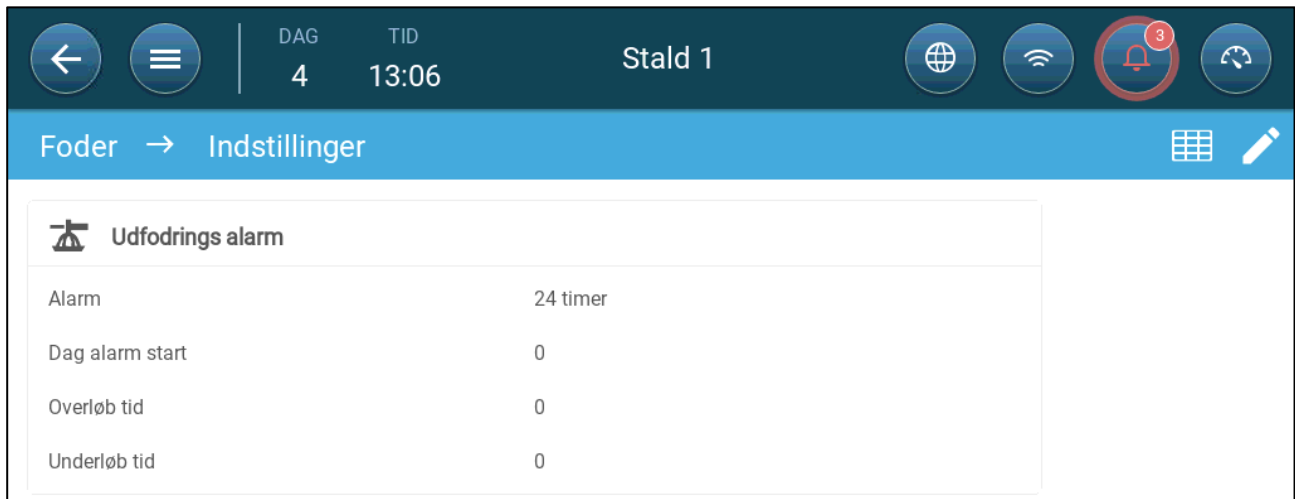 DAG TID
4 13:06
Stald 1
3
Foder → Indstillinger
Udfodrings alarm
Alarm 24 timer
Dag alarm start 0
Overløb tid 0
Underløb tid 0